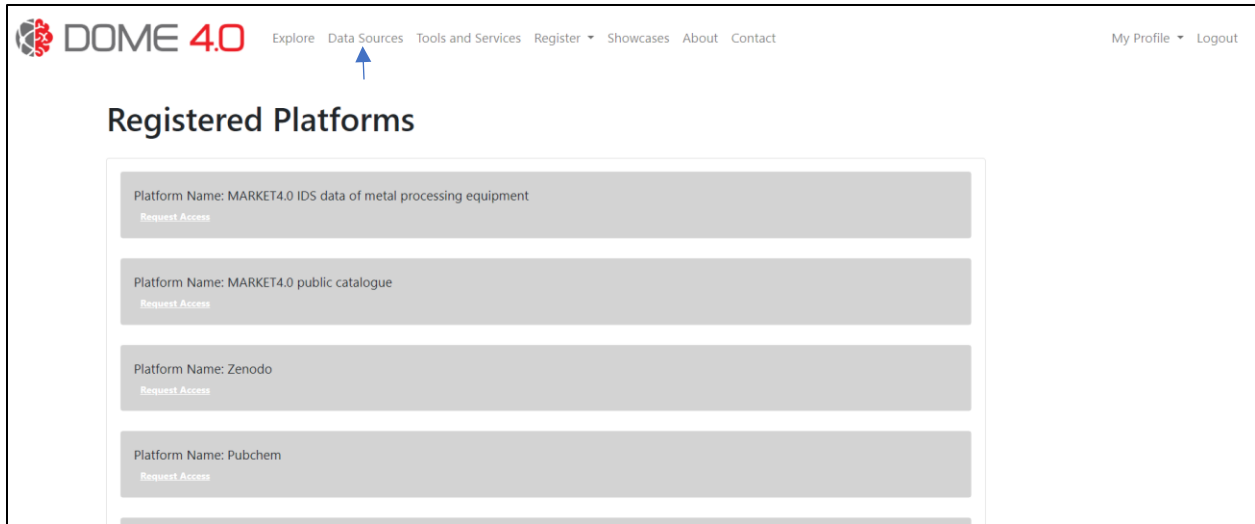 DOME 4.0 Explore Data Sources Tools and Services Register Showcases About Contact My Profile Logout
Registered Platforms
Platform Name: MARKET4.0 IDS data of metal processing equipment
Request Access
Platform Name: MARKET4.0 public catalogue
Request Access
Platform Name: Zenodo
Request Access
Platform Name: Pubchem
Request Access